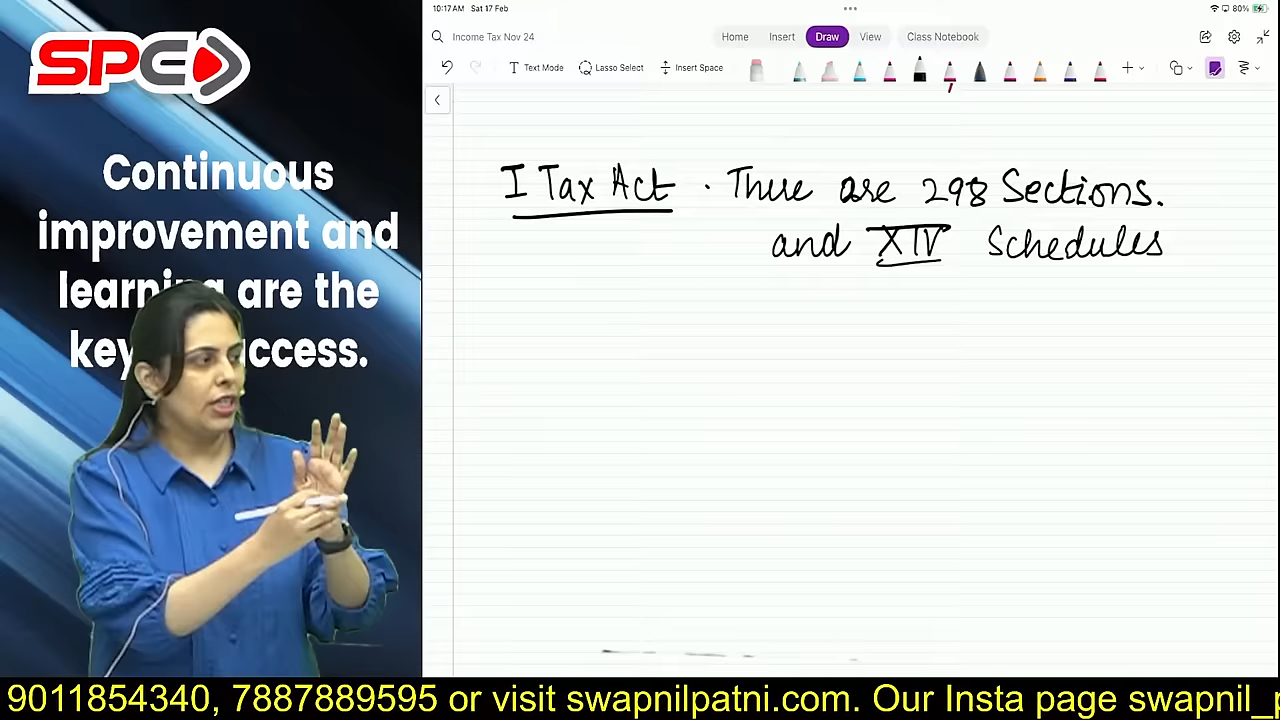 10:17 AM Sat 17 Feb
80%
Income Tax Nov 24
Home Insert Draw View Class Notebook
Text Mode Lasso Select Insert Space
SPC
Continuous
improvement and
learning are the
key success.
I Tax Act . There are 298 Sections.
and XIV Schedules
9011854340, 7887889595 or visit swapnilpatni.com. Our Insta page swapnil_p